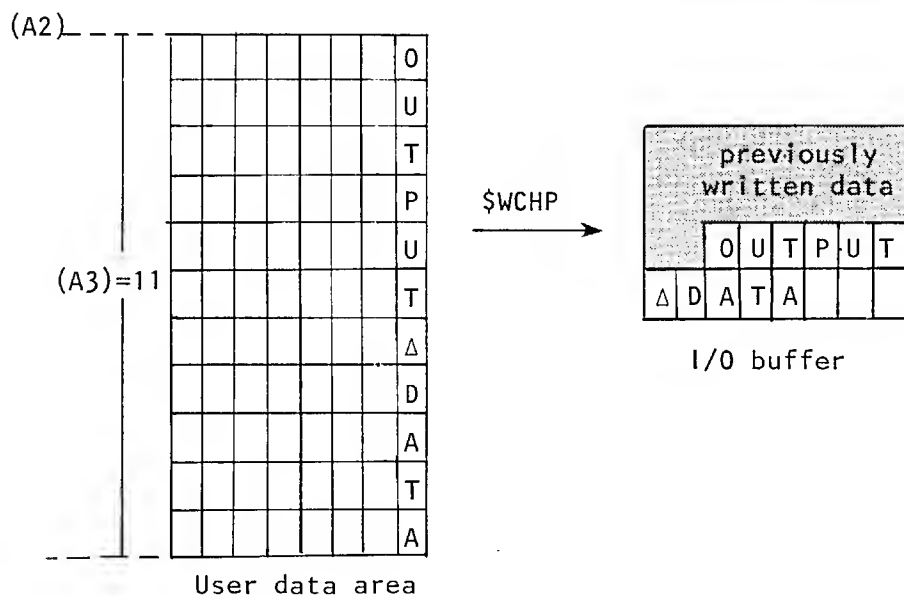 (A2)
O
U
T
P
U
T
Δ
D
A
T
A
(A3)=11
User data area
$WCHP
previously
written data
O U T P U T
Δ D A T A
I/O buffer